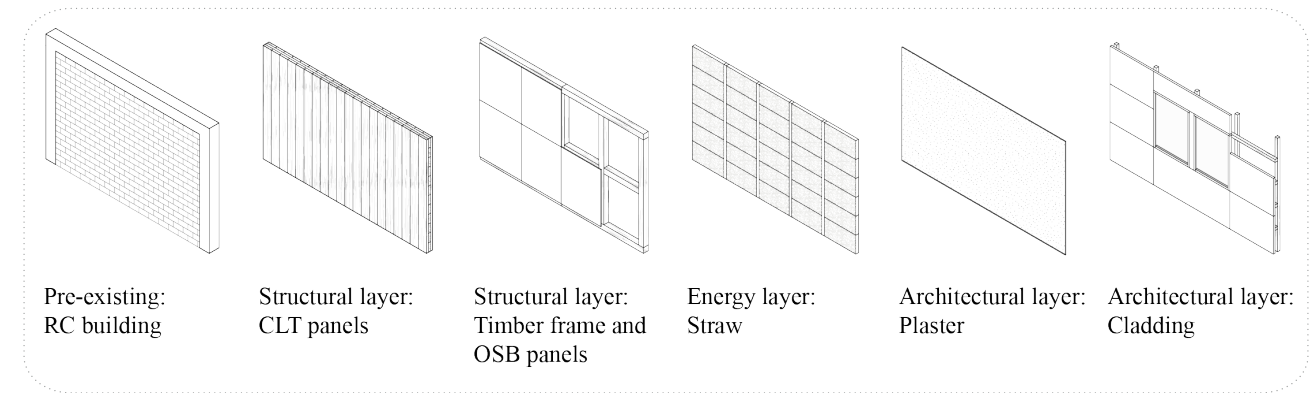 Pre-existing:
RC building
Structural layer:
CLT panels
Structural layer:
Timber frame and
OSB panels
Energy layer:
Straw
Architectural layer:
Plaster
Architectural layer:
Cladding